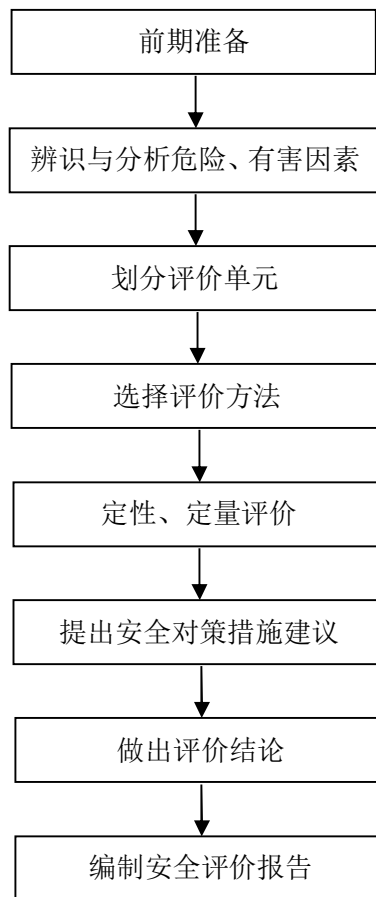 前期准备
辨识与分析危险、有害因素
划分评价单元
选择评价方法
定性、定量评价
提出安全对策措施建议
做出评价结论
编制安全评价报告